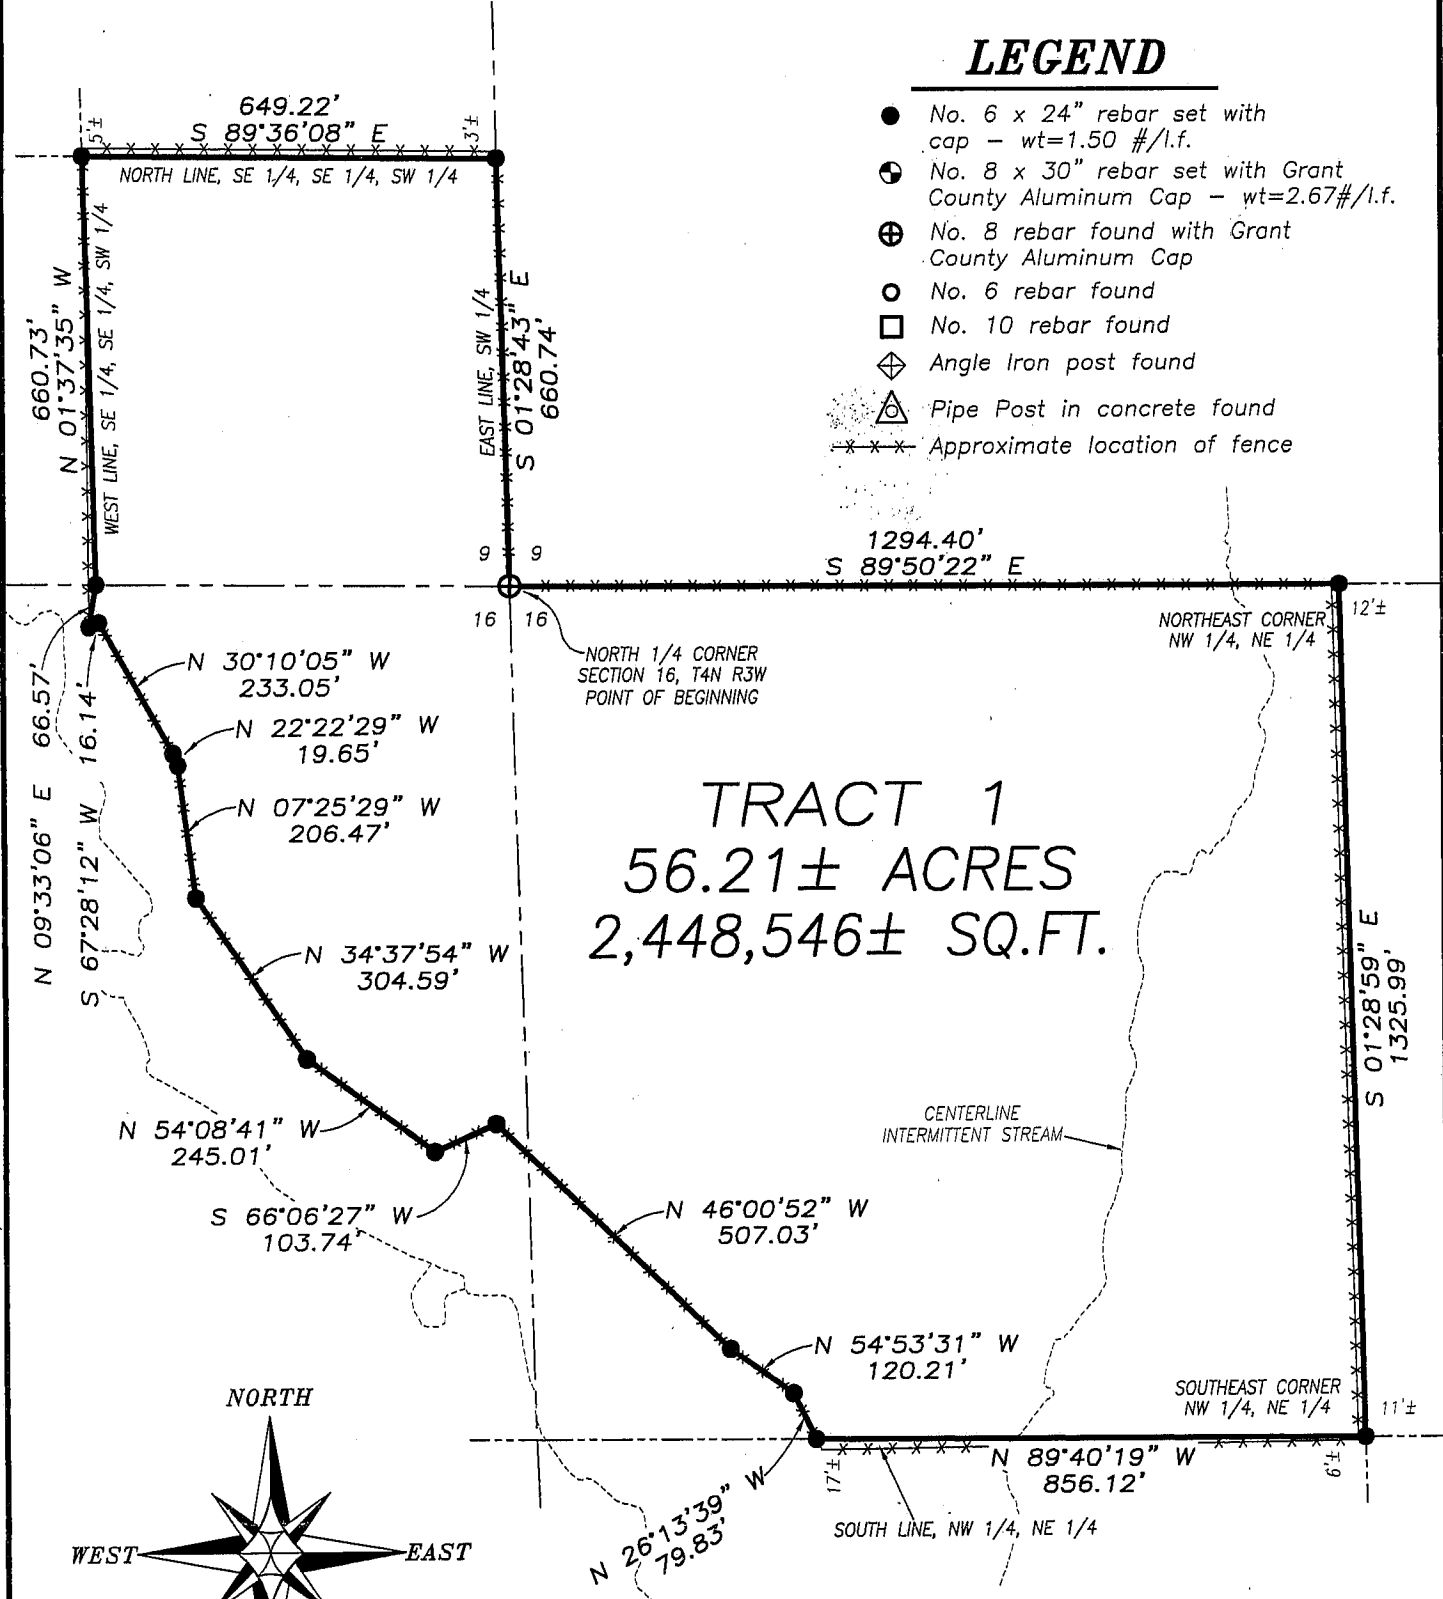 LEGEND
No. 6 x 24" rebar set with
cap – wt=1.50 #/l.f.
No. 8 x 30" rebar set with Grant
County Aluminum Cap – wt=2.67#/l.f.
No. 8 rebar found with Grant
County Aluminum Cap
No. 6 rebar found
No. 10 rebar found
Angle Iron post found
Pipe Post in concrete found
Approximate location of fence
649.22'
S 89°36'08" E
5'±
3'±
NORTH LINE, SE 1/4, SE 1/4, SW 1/4
660.73'
N 01°37'35" W
WEST LINE, SE 1/4, SE 1/4, SW 1/4
EAST LINE, SW 1/4
S 01°28'43" E
660.74'
9 9
16 16
1294.40'
S 89°50'22" E
NORTHEAST CORNER
NW 1/4, NE 1/4
12'±
NORTH 1/4 CORNER
SECTION 16, T4N R3W
POINT OF BEGINNING
N 09°33'06" E 66.57'
S 67°28'12" W 16.14'
N 30°10'05" W
233.05'
N 22°22'29" W
19.65'
N 07°25'29" W
206.47'
TRACT 1
56.21± ACRES
2,448,546± SQ.FT.
N 34°37'54" W
304.59'
S 01°28'59" E
1325.99'
N 54°08'41" W
245.01'
CENTERLINE
INTERMITTENT STREAM
S 66°06'27" W
103.74'
N 46°00'52" W
507.03'
N 54°53'31" W
120.21'
SOUTHEAST CORNER
NW 1/4, NE 1/4
11'±
N 26°13'39" W
79.83'
17'±
N 89°40'19" W
856.12'
9'±
SOUTH LINE, NW 1/4, NE 1/4
NORTH
WEST
EAST